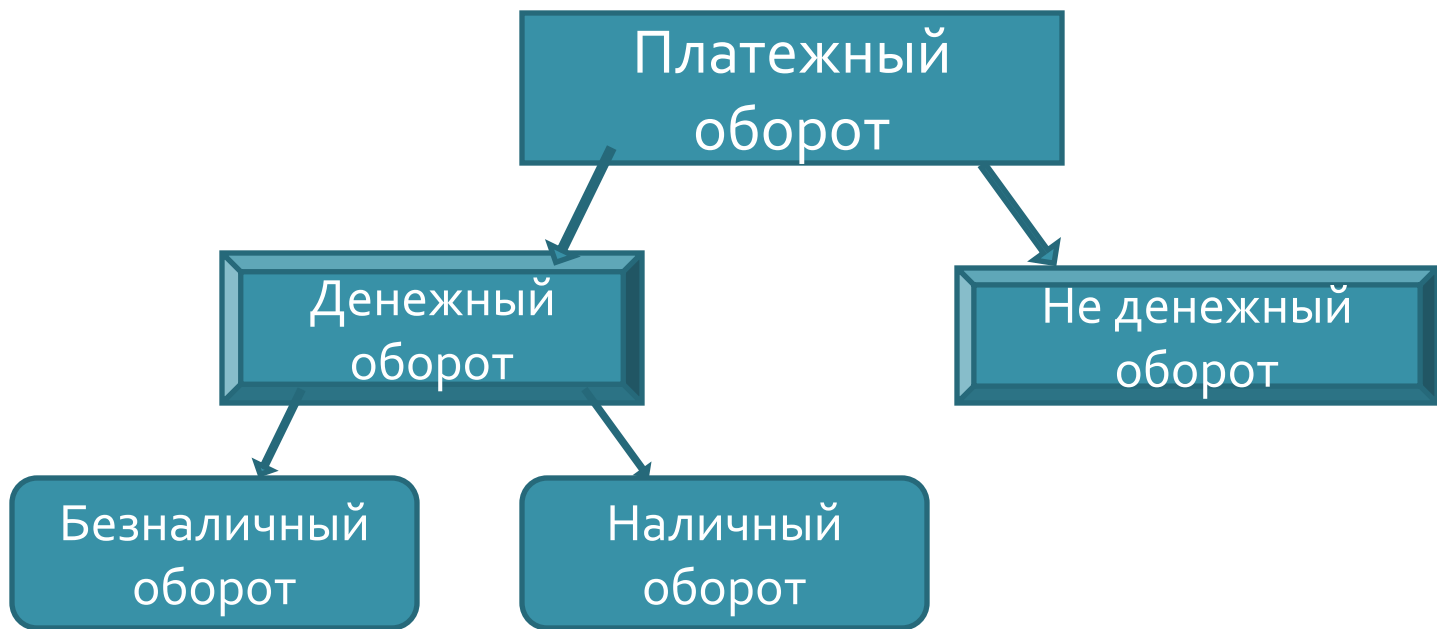 Платежный
оборот
Денежный
оборот
Не денежный
оборот
Безналичный
оборот
Наличный
оборот